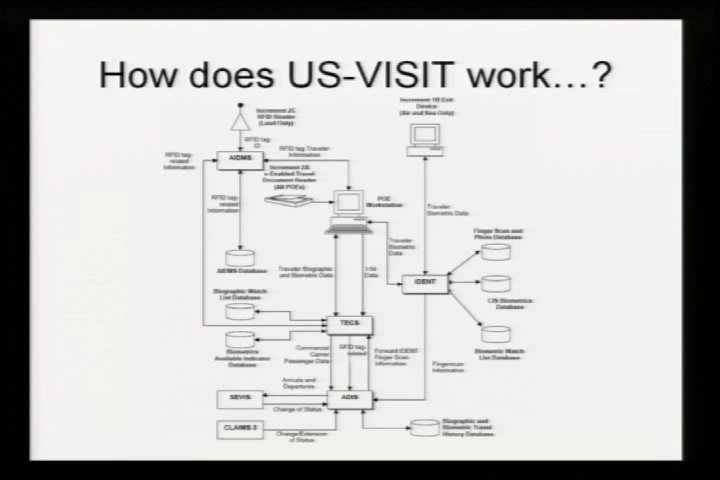 How does US-VISIT work...?
Increment 2C
RFID Reader
(Land Only)
Increment 1B Exit
Device
(Air and Sea Only)
RFID tag
ID
RFID tag-
related
Information
AIDMS
RFID tag Traveler
Information
Increment 2A
e-Enabled Travel
Document Reader
(All POEs)
POE
Workstation
RFID tag-
related
Information
Traveler
Biometric Data
Finger Scan and
Photo Database
Traveler
Biometric
Data
AIDMS Database
Traveler Biographic
and Biometric Data
I-94
Data
IDENT
CIS Biometrics
Database
Biographic Watch
List Database
TECS
Biometric Watch
List Database
Biometrics
Available Indicator
Database
Commercial
Carrier
Passenger Data
RFID tag-
related
Forward IDENT
Finger Scan
Information
Fingerscan
Information
Arrivals and
Departures
SEVIS
ADIS
Change of Status
CLAIMS 3
Change/Extension
of Status
Biographic and
Biometric Travel
History Database